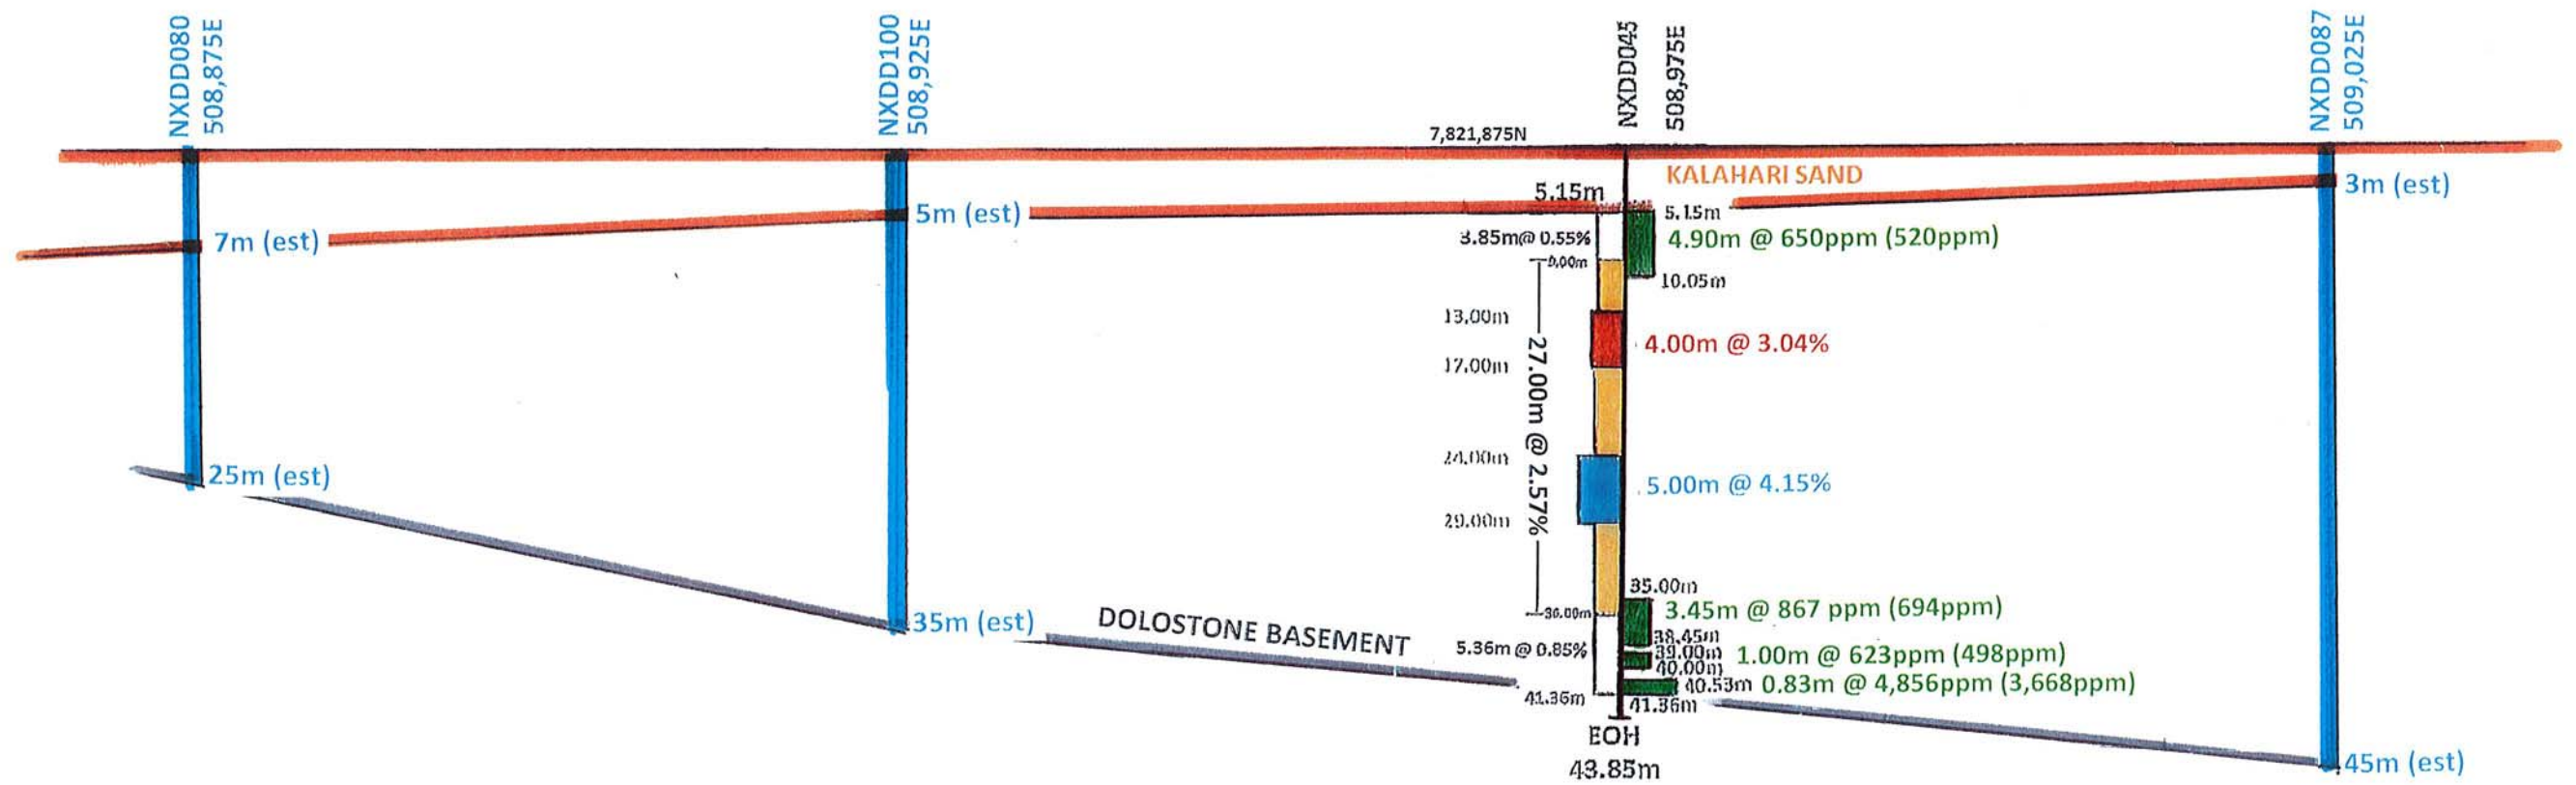 NXDD080
508,875E
NXDD100
508,925E
NXDD045
508,975E
NXDD087
509,025E
7,821,875N
KALAHARI SAND
5.15m
3m (est)
5m (est)
5.15m
7m (est)
3.85m@ 0.55%
4.90m @ 650ppm (520ppm)
10.05m
13.00m
4.00m @ 3.04%
17.00m
27.00m @ 2.57%
24.00m
25m (est)
5.00m @ 4.15%
29.00m
35.00m
3.45m @ 867 ppm (694ppm)
36.00m
35m (est)
DOLOSTONE BASEMENT
38.45m
5.36m @ 0.85%
39.00m
1.00m @ 623ppm (498ppm)
40.00m
40.53m
0.83m @ 4,856ppm (3,668ppm)
41.36m
41.36m
EOH
43.85m
45m (est)